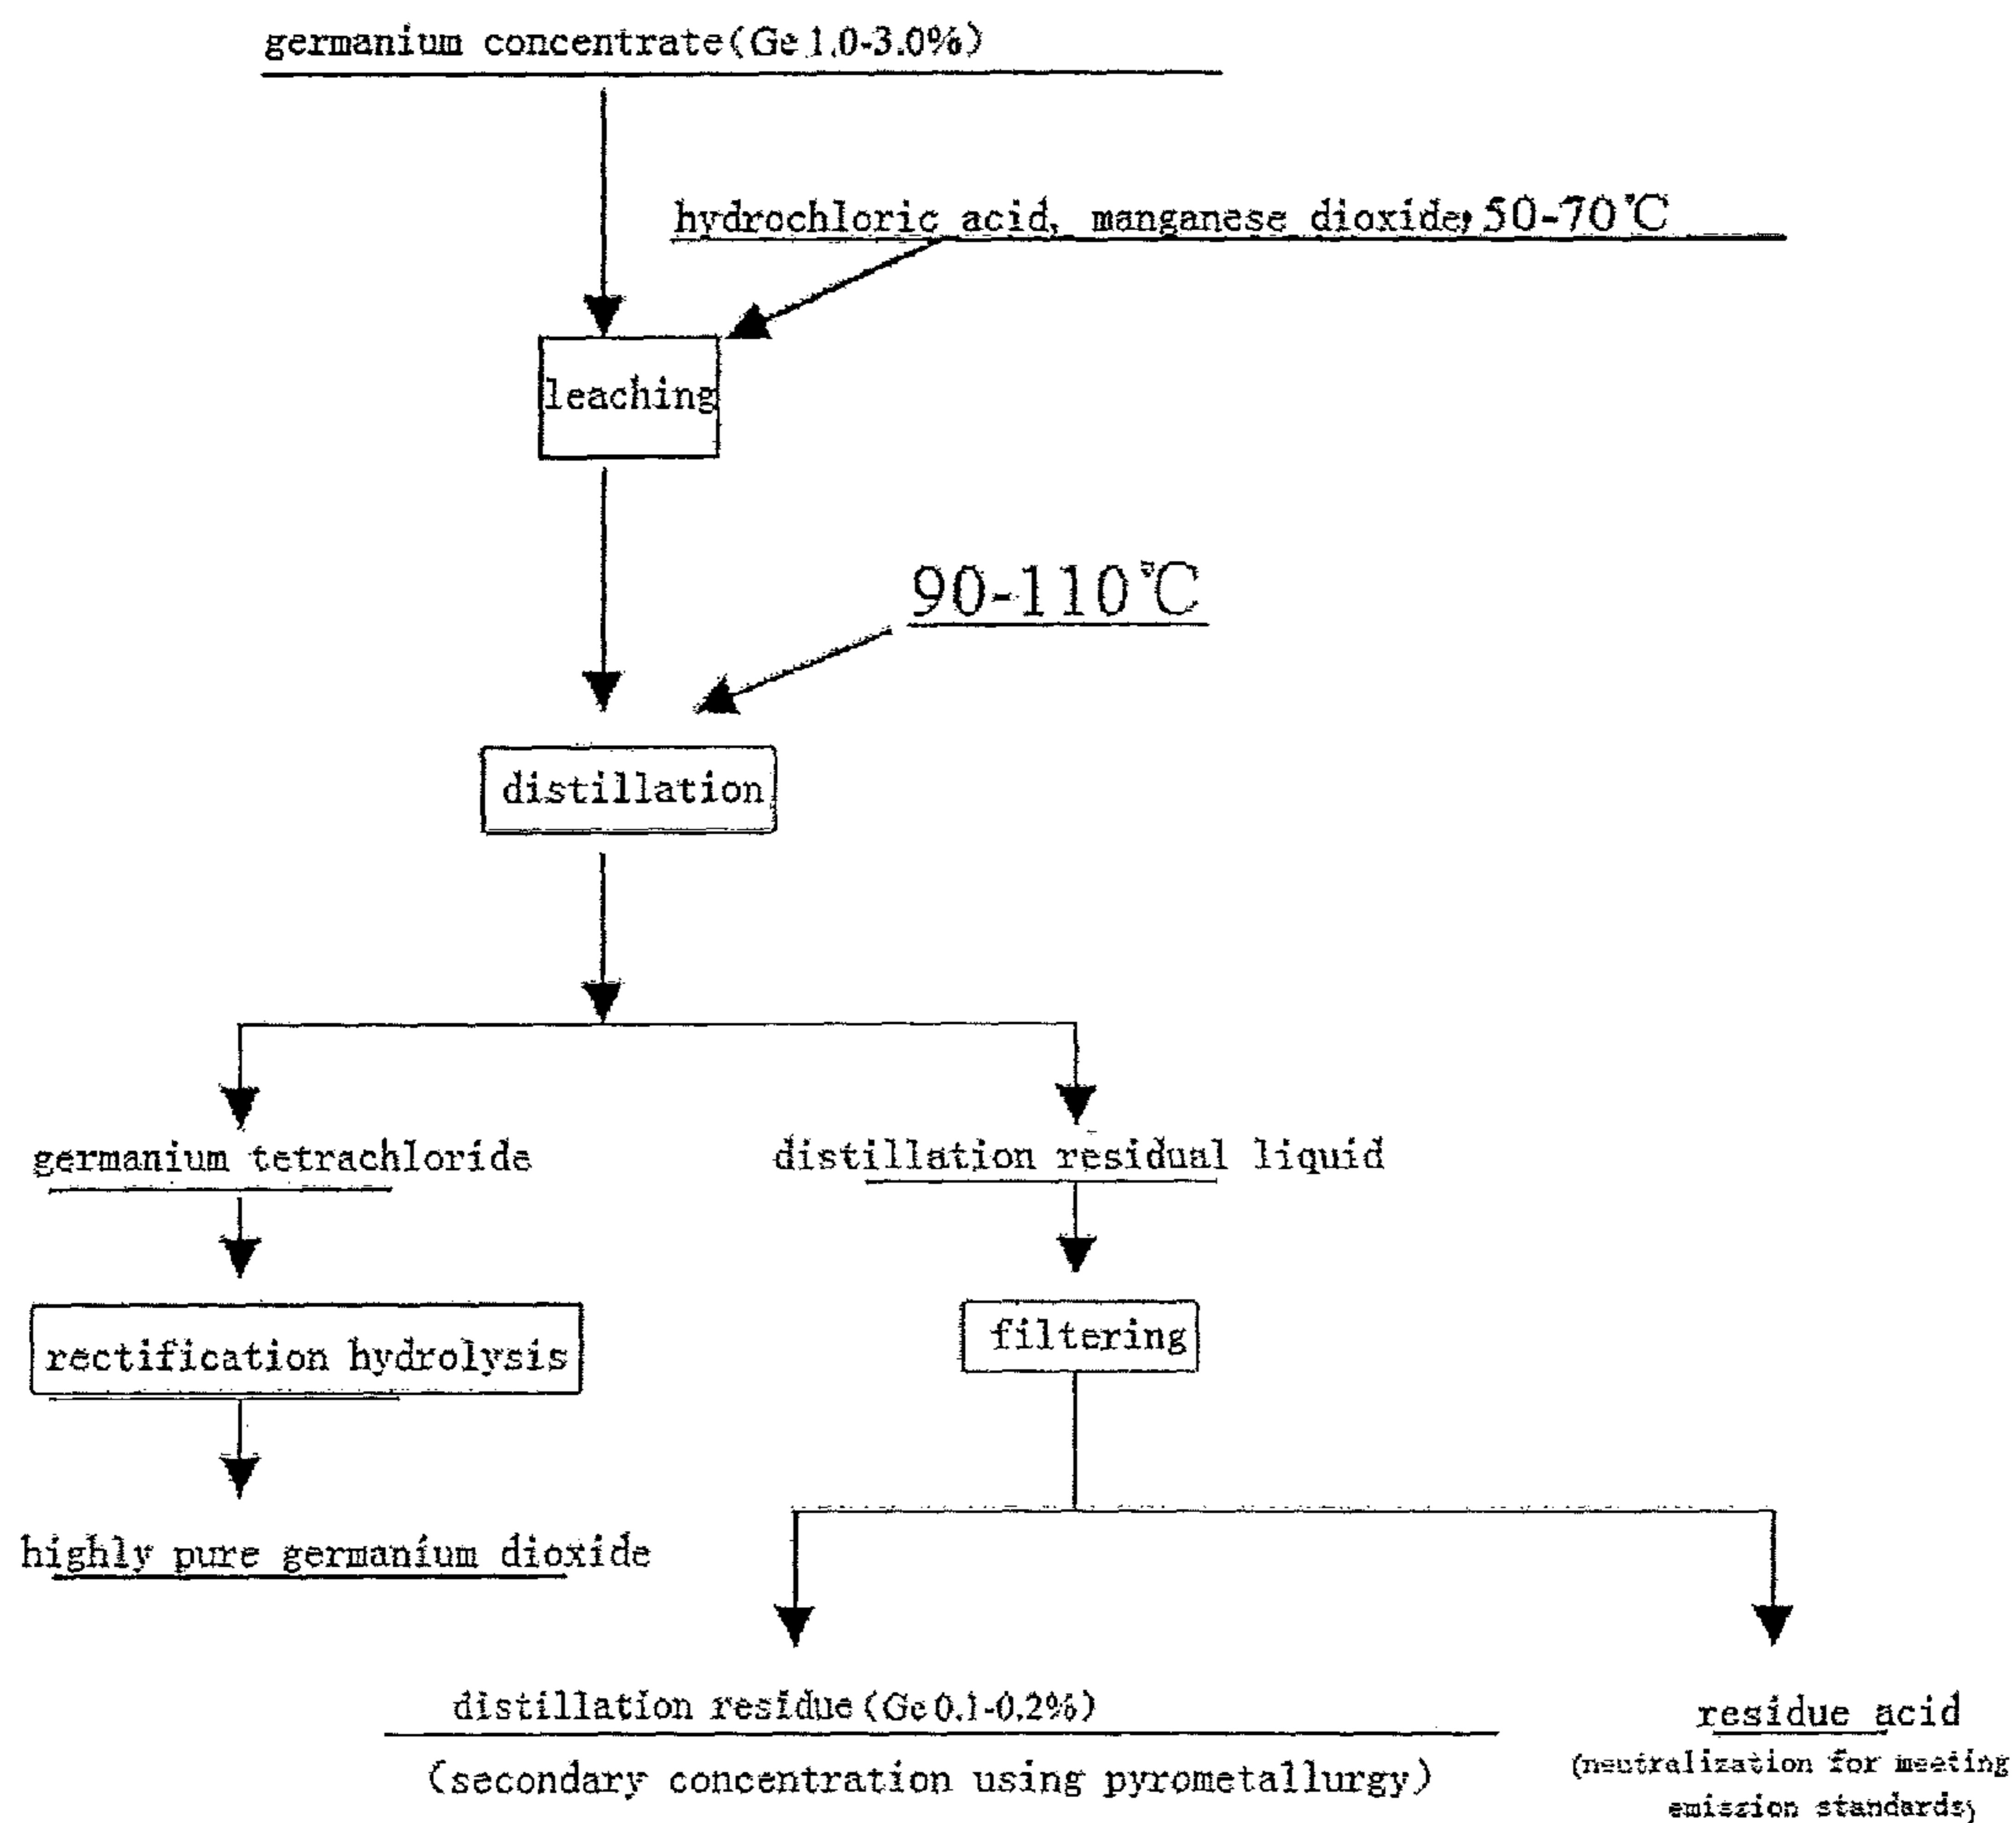 germanium concentrate(Ge 1.0-3.0%)
hydrochloric acid, manganese dioxide, 50-70℃
leaching
90-110℃
distillation
germanium tetrachloride
distillation residual liquid
rectification hydrolysis
filtering
highly pure germanium dioxide
distillation residue(Ge 0.1-0.2%)
(secondary concentration using pyrometallurgy)
residue acid
(neutralization for meeting
emission standards)